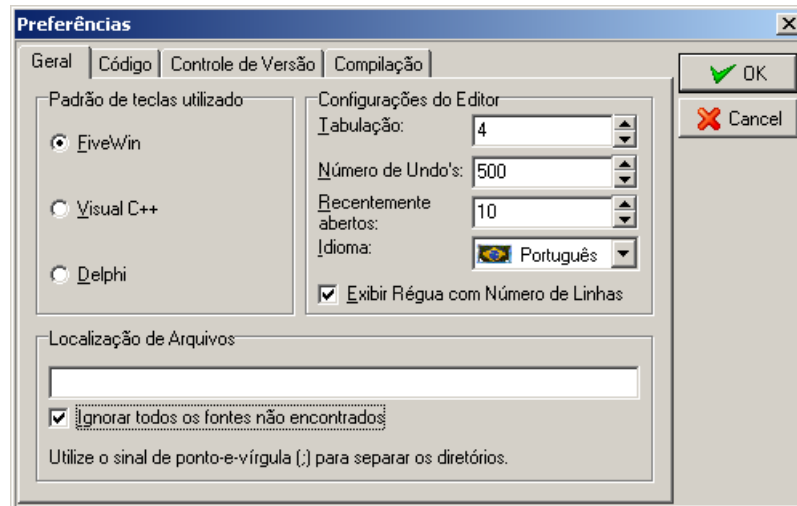 Preferências
Geral Código Controle de Versão Compilação
OK
Cancel
Padrão de teclas utilizado
FiveWin
Visual C++
Delphi
Configurações do Editor
Tabulação: 4
Número de Undo's: 500
Recentemente
abertos: 10
Idioma: Português
Exibir Régua com Número de Linhas
Localização de Arquivos
Ignorar todos os fontes não encontrados
Utilize o sinal de ponto-e-vírgula (;) para separar os diretórios.